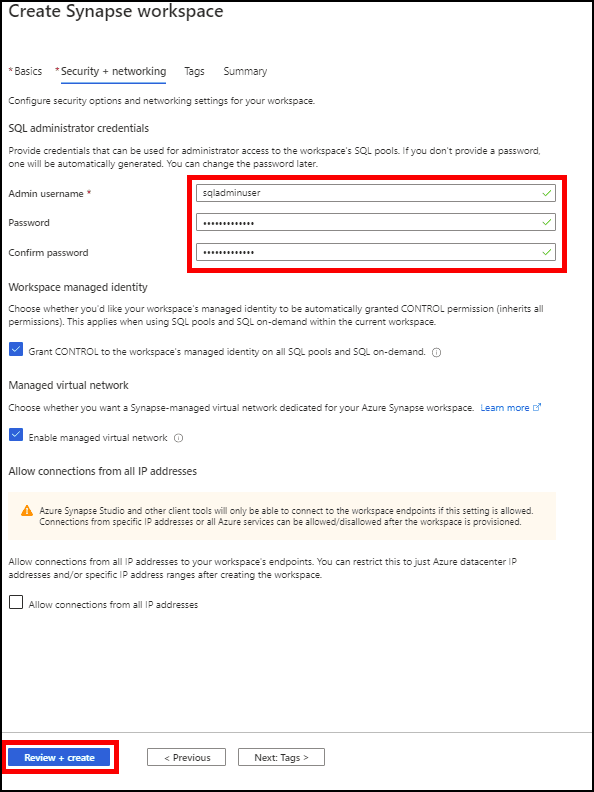 Create Synapse workspace
*Basics *Security + networking Tags Summary
Configure security options and networking settings for your workspace.
SQL administrator credentials
Provide credentials that can be used for administrator access to the workspace's SQL pools. If you don't provide a password,
one will be automatically generated. You can change the password later.
Admin username * sqladminuser
Password •••••••••••••
Confirm password •••••••••••••
Workspace managed identity
Choose whether you'd like your workspace's managed identity to be automatically granted CONTROL permission (inherits all
permissions). This applies when using SQL pools and SQL on-demand within the current workspace.
Grant CONTROL to the workspace's managed identity on all SQL pools and SQL on-demand.
Managed virtual network
Choose whether you want a Synapse-managed virtual network dedicated for your Azure Synapse workspace. Learn more
Enable managed virtual network
Allow connections from all IP addresses
Azure Synapse Studio and other client tools will only be able to connect to the workspace endpoints if this setting is allowed.
Connections from specific IP addresses or all Azure services can be allowed/disallowed after the workspace is provisioned.
Allow connections from all IP addresses to your workspace's endpoints. You can restrict this to just Azure datacenter IP
addresses and/or specific IP address ranges after creating the workspace.
Allow connections from all IP addresses
Review + create < Previous Next: Tags >